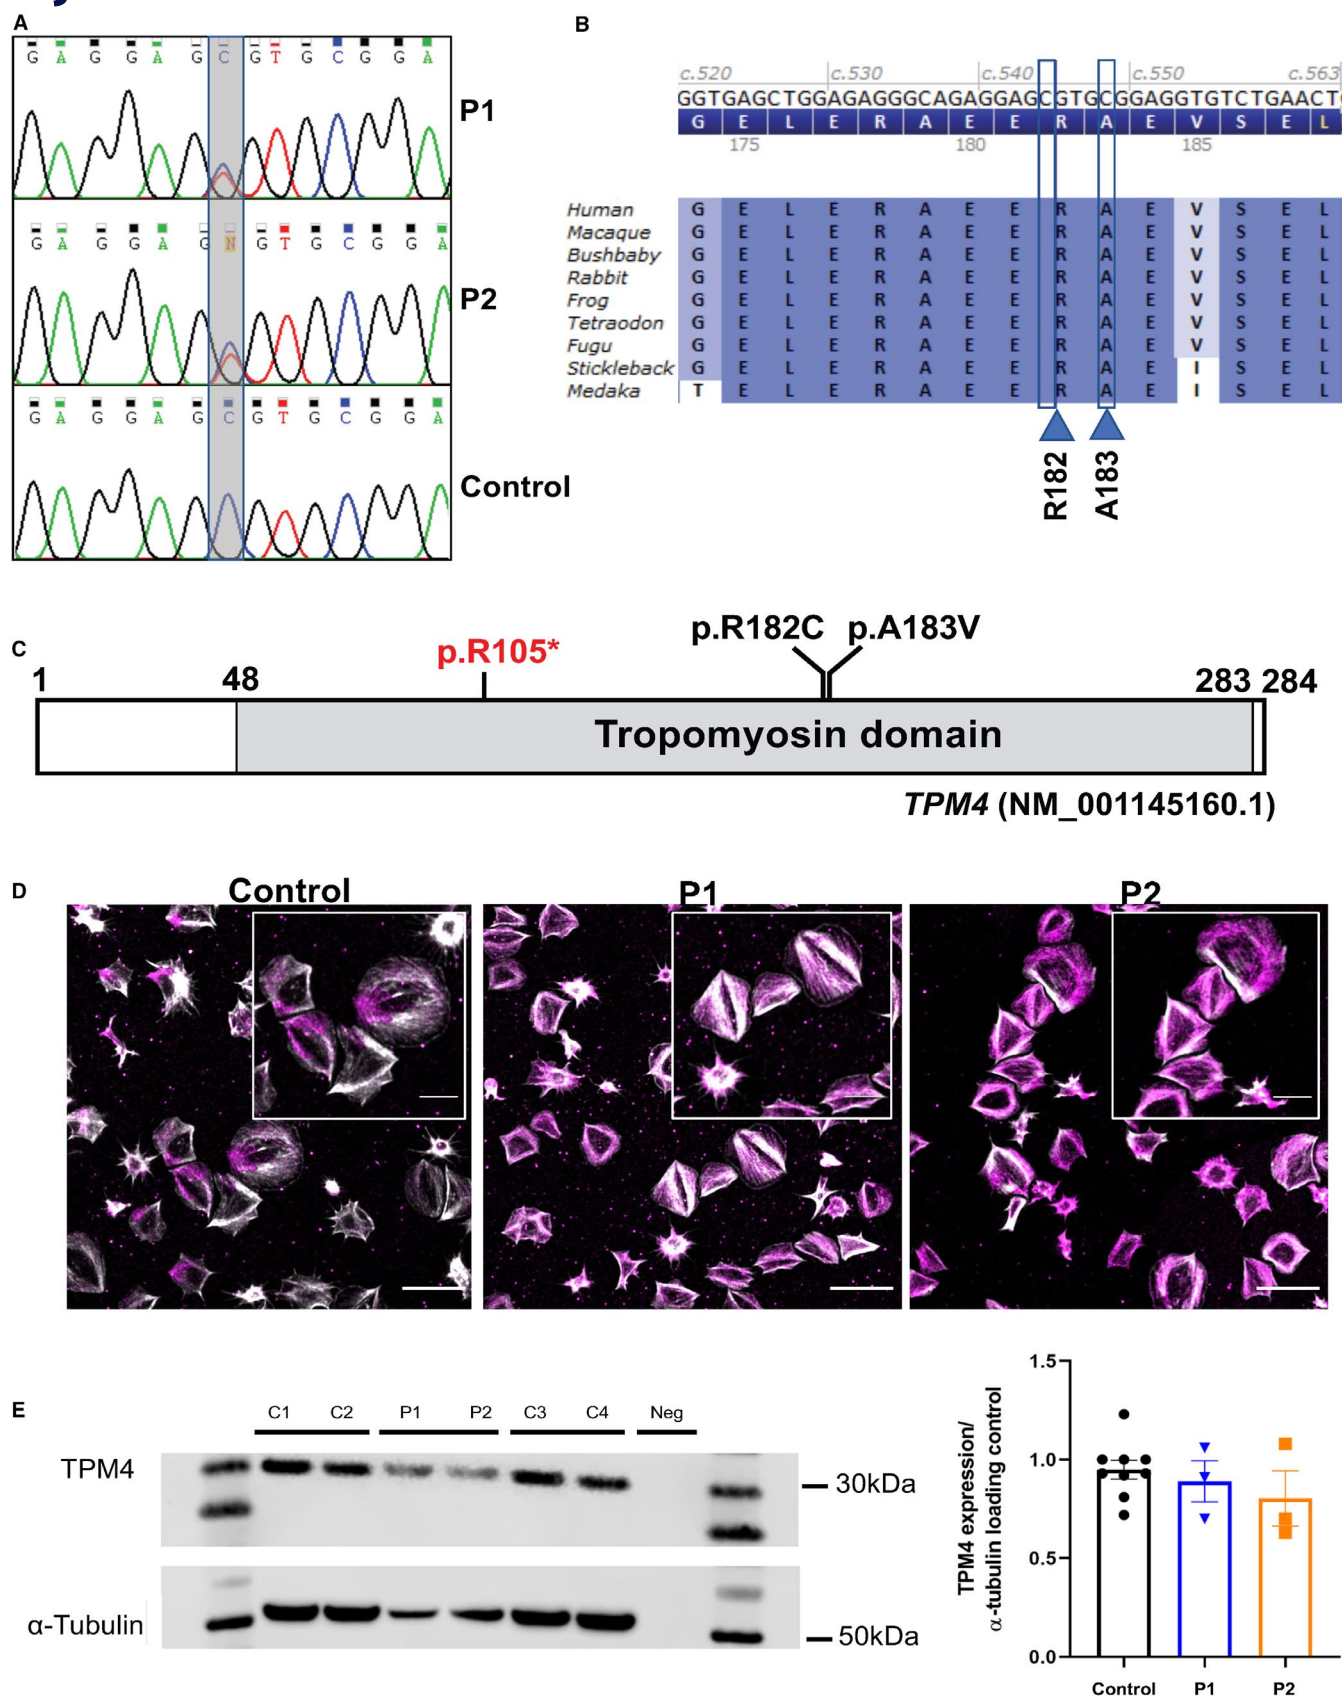 A
G A G G A G C G T G C G G A
P1
G A G G A G N G T G C G G A
P2
G A G G A G C G T G C G G A
Control
B
c.520 c.530 c.540 c.550 c.563
GGTGAGCTGGAGAGGGCAGAGGAGCGTGCGGAGGTGTCTGAACT
G E L E R A E E R A E V S E L
175 180 185
Human G E L E R A E E R A E V S E L
Macaque G E L E R A E E R A E V S E L
Bushbaby G E L E R A E E R A E V S E L
Rabbit G E L E R A E E R A E V S E L
Frog G E L E R A E E R A E V S E L
Tetraodon G E L E R A E E R A E V S E L
Fugu G E L E R A E E R A E V S E L
Stickleback G E L E R A E E R A E I S E L
Medaka T E L E R A E E R A E I S E L
R182 A183
C
p.R182C p.A183V
p.R105*
1 48 283 284
Tropomyosin domain
TPM4 (NM_001145160.1)
D
Control P1 P2
E
C1 C2 P1 P2 C3 C4 Neg
TPM4
30kDa
α-Tubulin
50kDa
TPM4 expression/
α-tubulin loading control
1.5
1.0
0.5
0.0
Control P1 P2